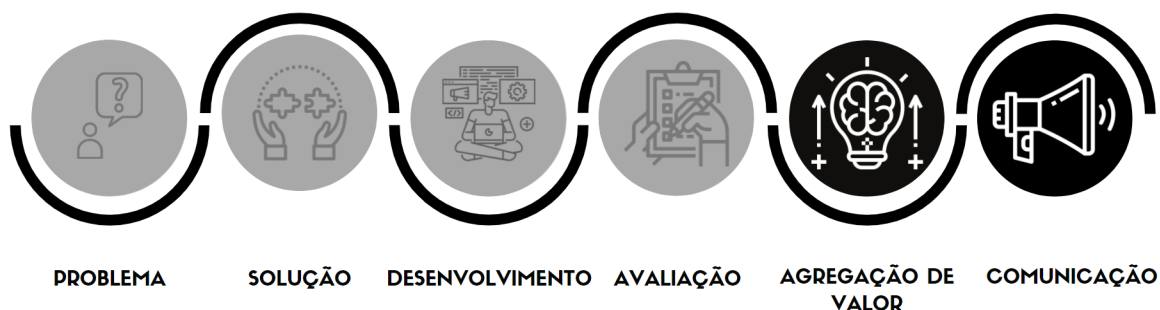 PROBLEMA
SOLUÇÃO
DESENVOLVIMENTO
AVALIAÇÃO
AGREGAÇÃO DE
VALOR
COMUNICAÇÃO